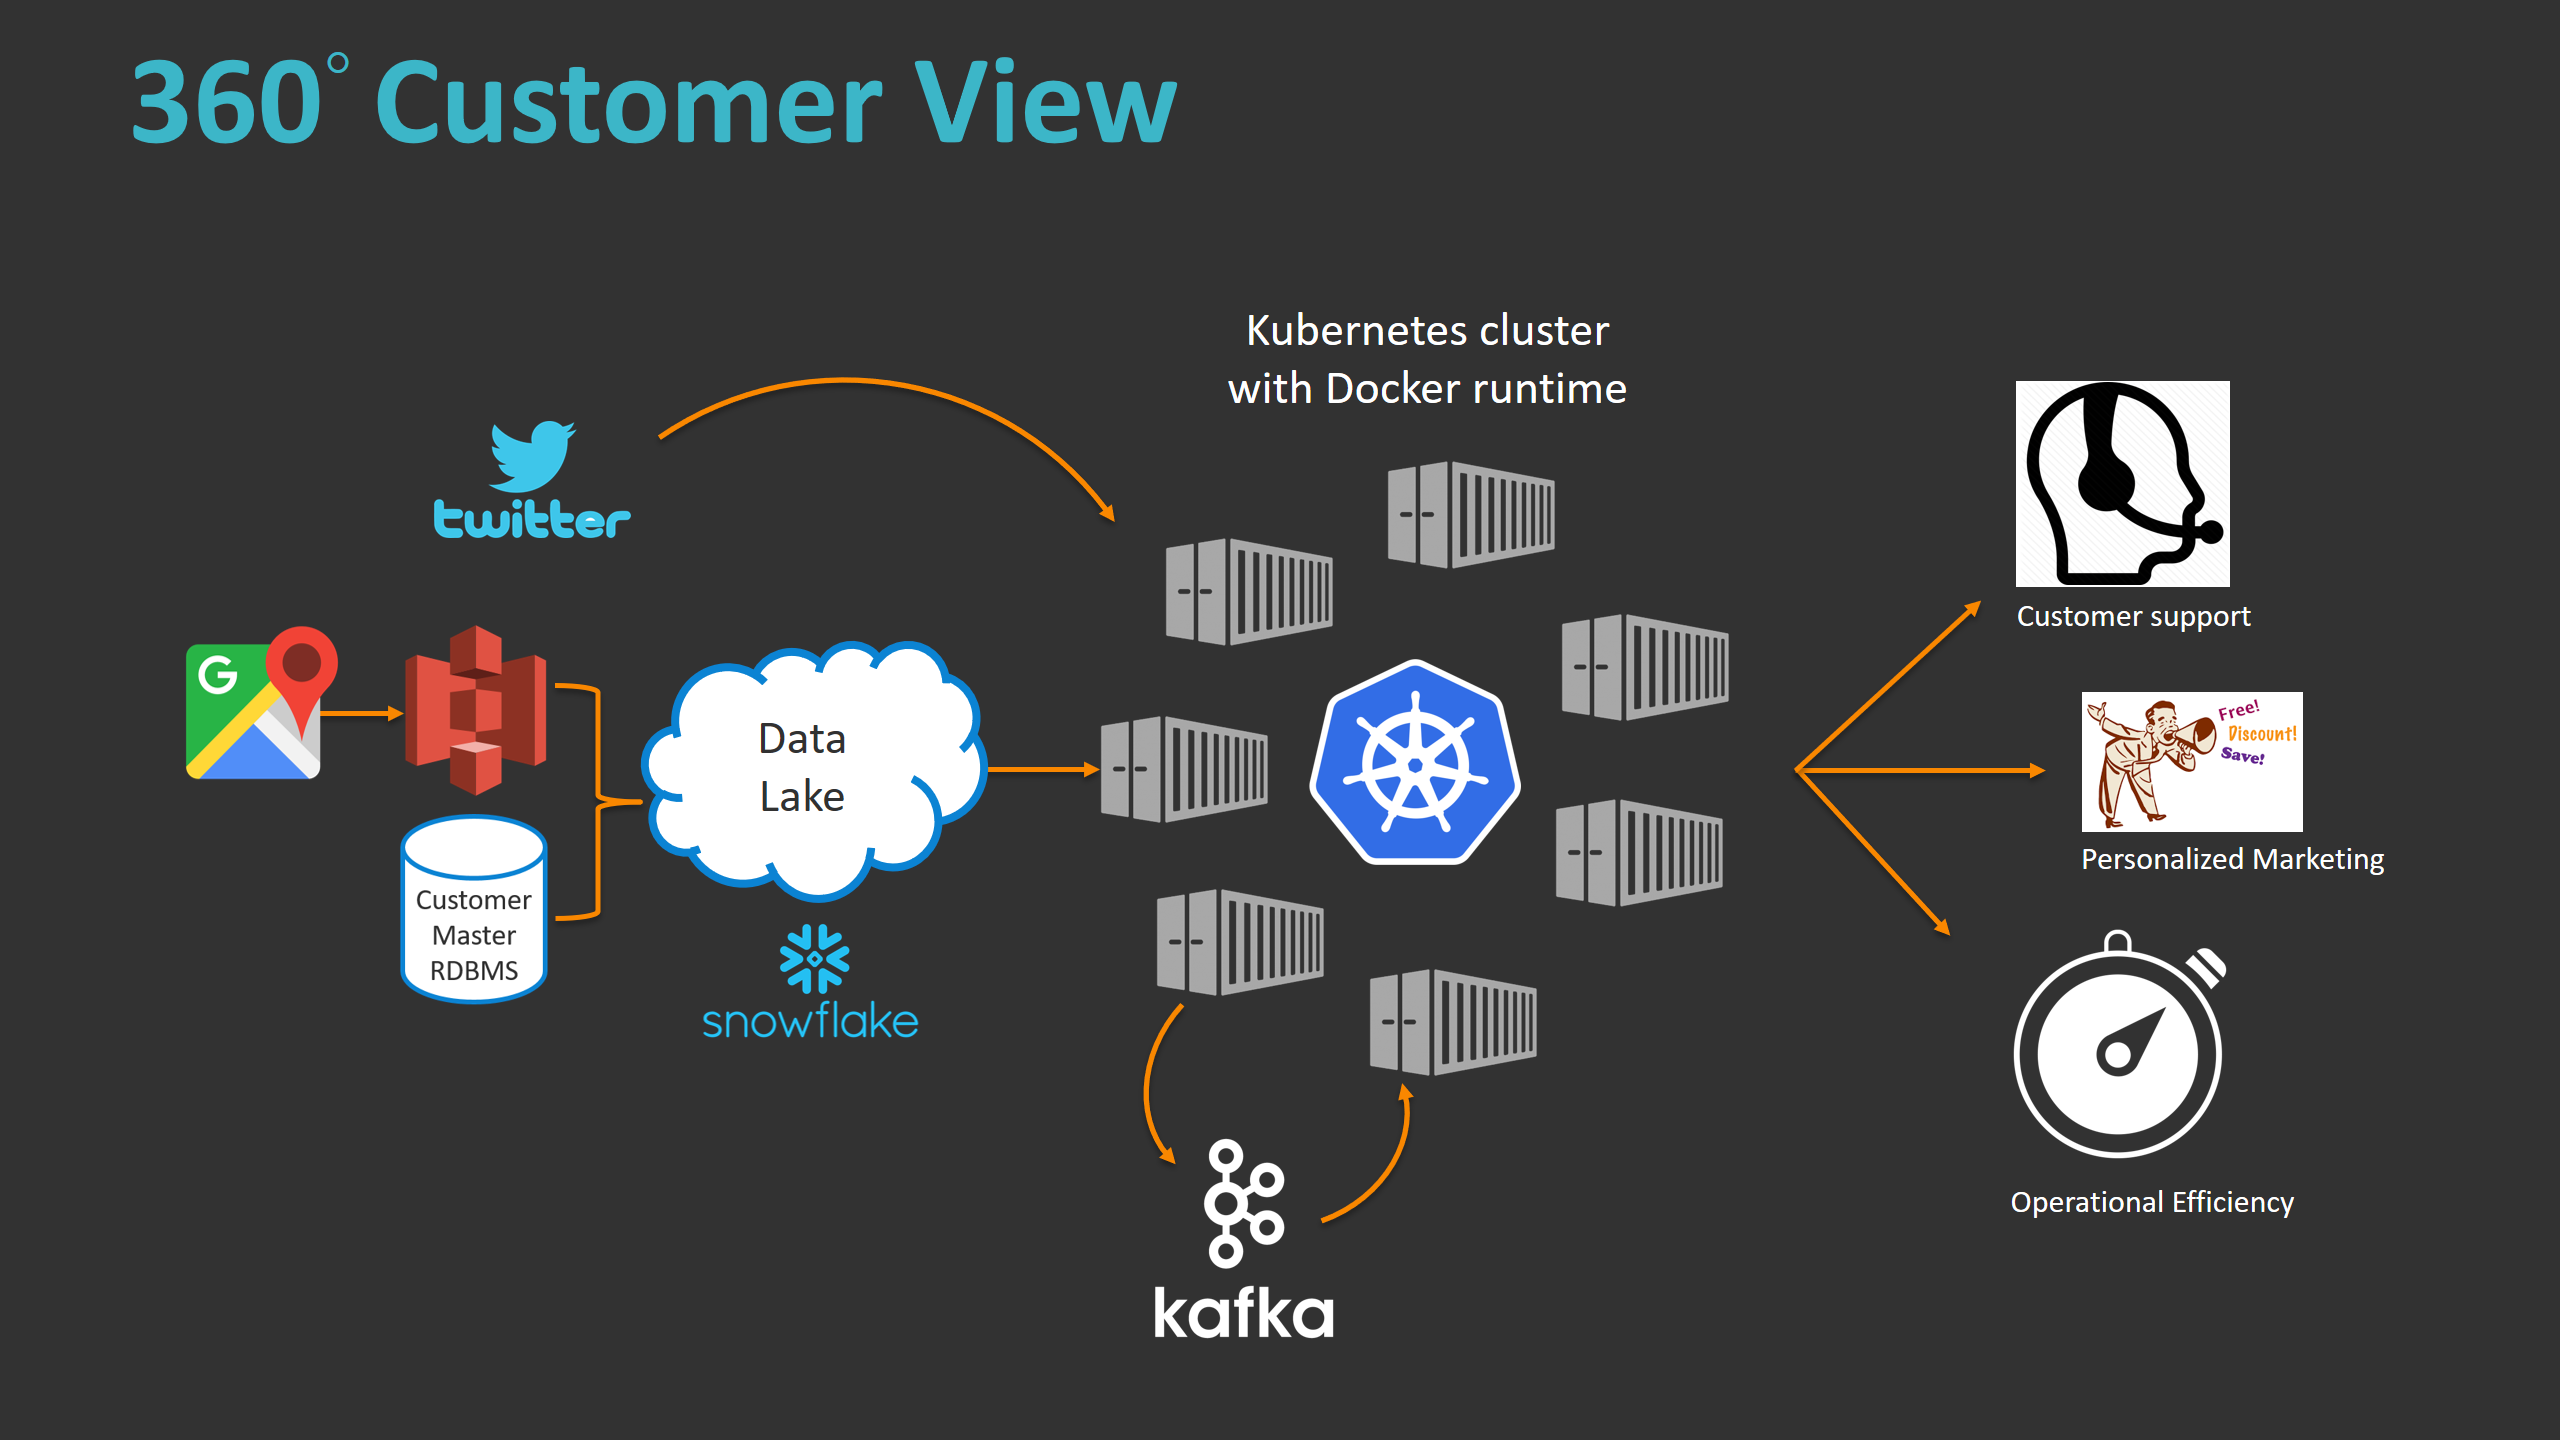 360° Customer View
Kubernetes cluster
with Docker runtime
twitter
G
Data
Lake
Customer
Master
RDBMS
snowflake
kafka
Customer support
Free!
Discount!
Save!
Personalized Marketing
Operational Efficiency